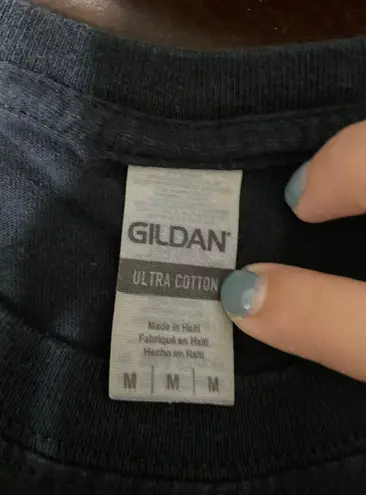 GILDAN®
ULTRA COTTON
Made in Haiti
Fabriqué en Haïti
Hecho en Haití
M | M | M